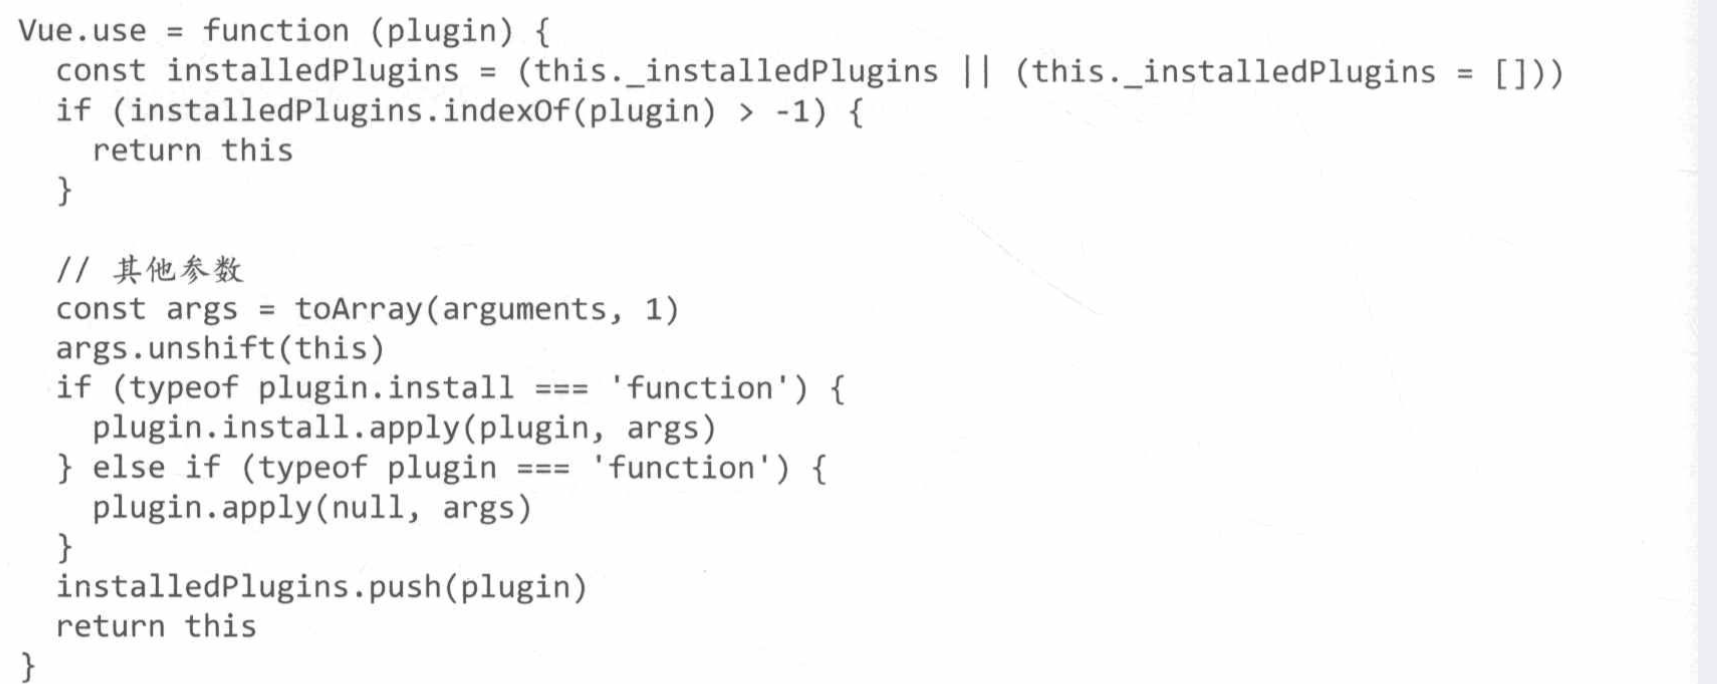 Vue.use = function (plugin) {
  const installedPlugins = (this._installedPlugins || (this._installedPlugins = []))
  if (installedPlugins.indexOf(plugin) > -1) {
    return this
  }

  // 其他参数
  const args = toArray(arguments, 1)
  args.unshift(this)
  if (typeof plugin.install === 'function') {
    plugin.install.apply(plugin, args)
  } else if (typeof plugin === 'function') {
    plugin.apply(null, args)
  }
  installedPlugins.push(plugin)
  return this
}